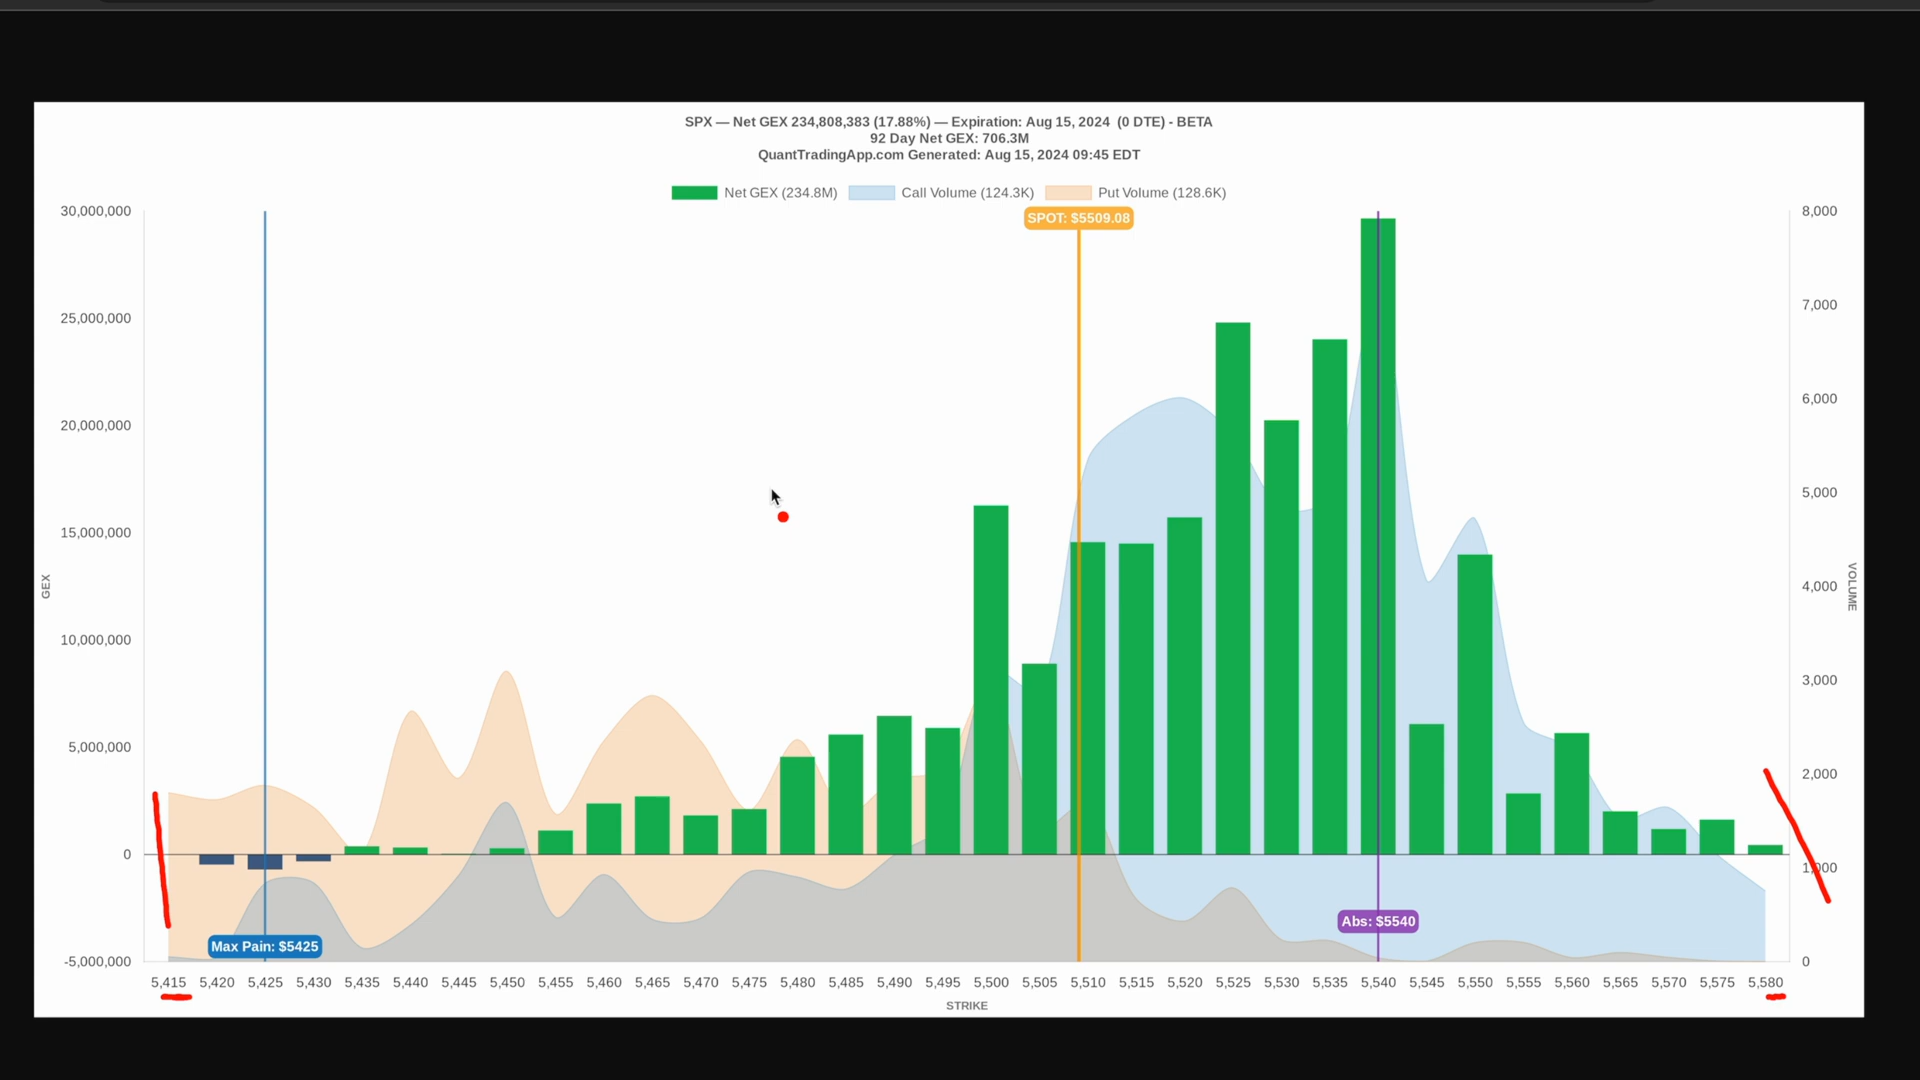 SPX — Net GEX 234,808,383 (17.88%) — Expiration: Aug 15, 2024 (0 DTE) - BETA
92 Day Net GEX: 706.3M
QuantTradingApp.com Generated: Aug 15, 2024 09:45 EDT
Net GEX (234.8M) Call Volume (124.3K) Put Volume (128.6K)
SPOT: $5509.08
30,000,000
25,000,000
20,000,000
15,000,000
10,000,000
5,000,000
0
-5,000,000
GEX
8,000
7,000
6,000
5,000
4,000
3,000
2,000
1,000
0
VOLUME
Abs: $5540
Max Pain: $5425
5,415 5,420 5,425 5,430 5,435 5,440 5,445 5,450 5,455 5,460 5,465 5,470 5,475 5,480 5,485 5,490 5,495 5,500 5,505 5,510 5,515 5,520 5,525 5,530 5,535 5,540 5,545 5,550 5,555 5,560 5,565 5,570 5,575 5,580
STRIKE